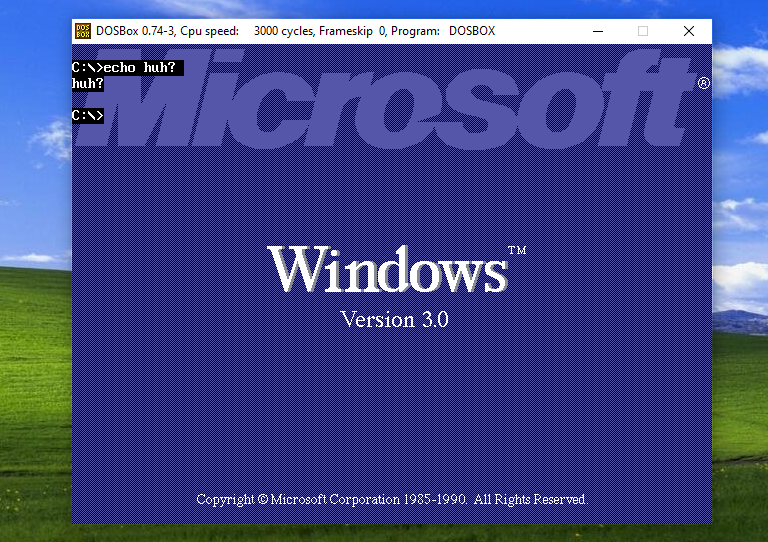 DOSBox 0.74-3, Cpu speed: 3000 cycles, Frameskip 0, Program: DOSBOX
Microsoft®
C:\>echo huh?
huh?
C:\>
Windows™
Version 3.0
Copyright © Microsoft Corporation 1985-1990. All Rights Reserved